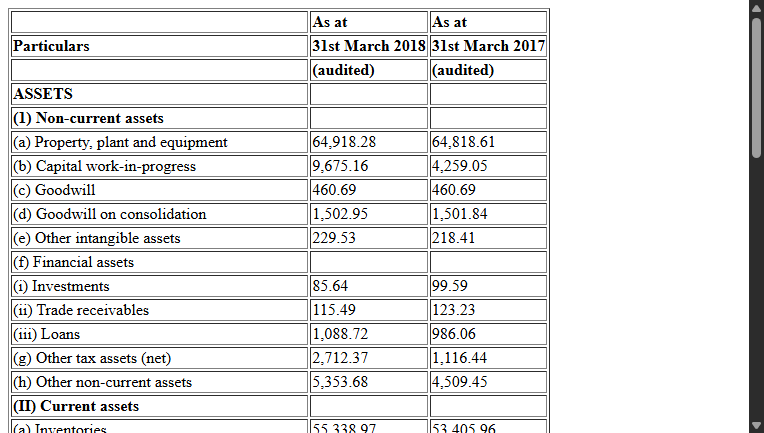 As at As at
Particulars 31st March 2018 31st March 2017
(audited) (audited)
ASSETS
(1) Non-current assets
(a) Property, plant and equipment 64,918.28 64,818.61
(b) Capital work-in-progress 9,675.16 4,259.05
(c) Goodwill 460.69 460.69
(d) Goodwill on consolidation 1,502.95 1,501.84
(e) Other intangible assets 229.53 218.41
(f) Financial assets
(i) Investments 85.64 99.59
(ii) Trade receivables 115.49 123.23
(iii) Loans 1,088.72 986.06
(g) Other tax assets (net) 2,712.37 1,116.44
(h) Other non-current assets 5,353.68 4,509.45
(II) Current assets
(a) Inventories 55,338.97 53,405.96